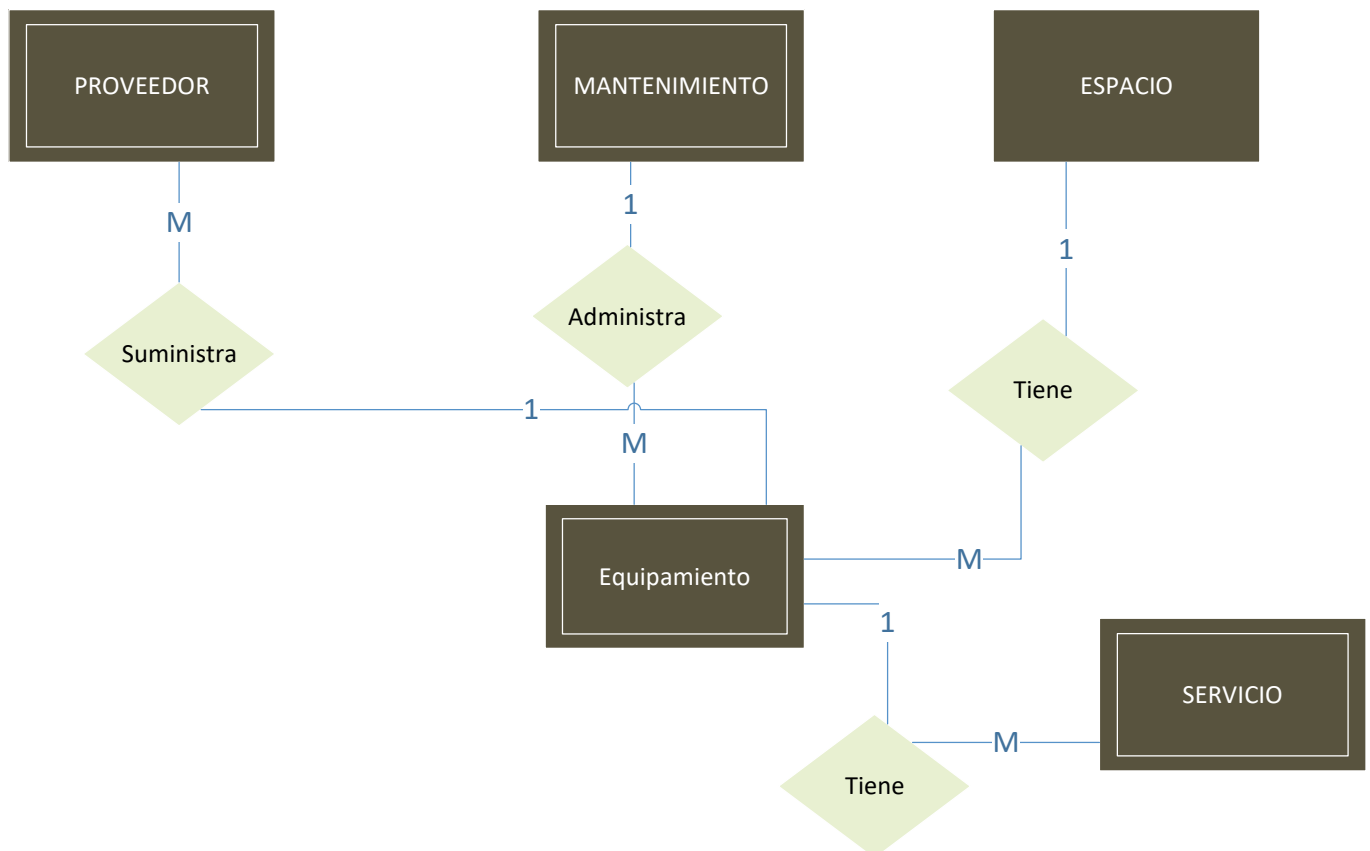 PROVEEDOR
MANTENIMIENTO
ESPACIO
M
1
1
Suministra
Administra
Tiene
1
M
Equipamiento
M
1
SERVICIO
M
Tiene